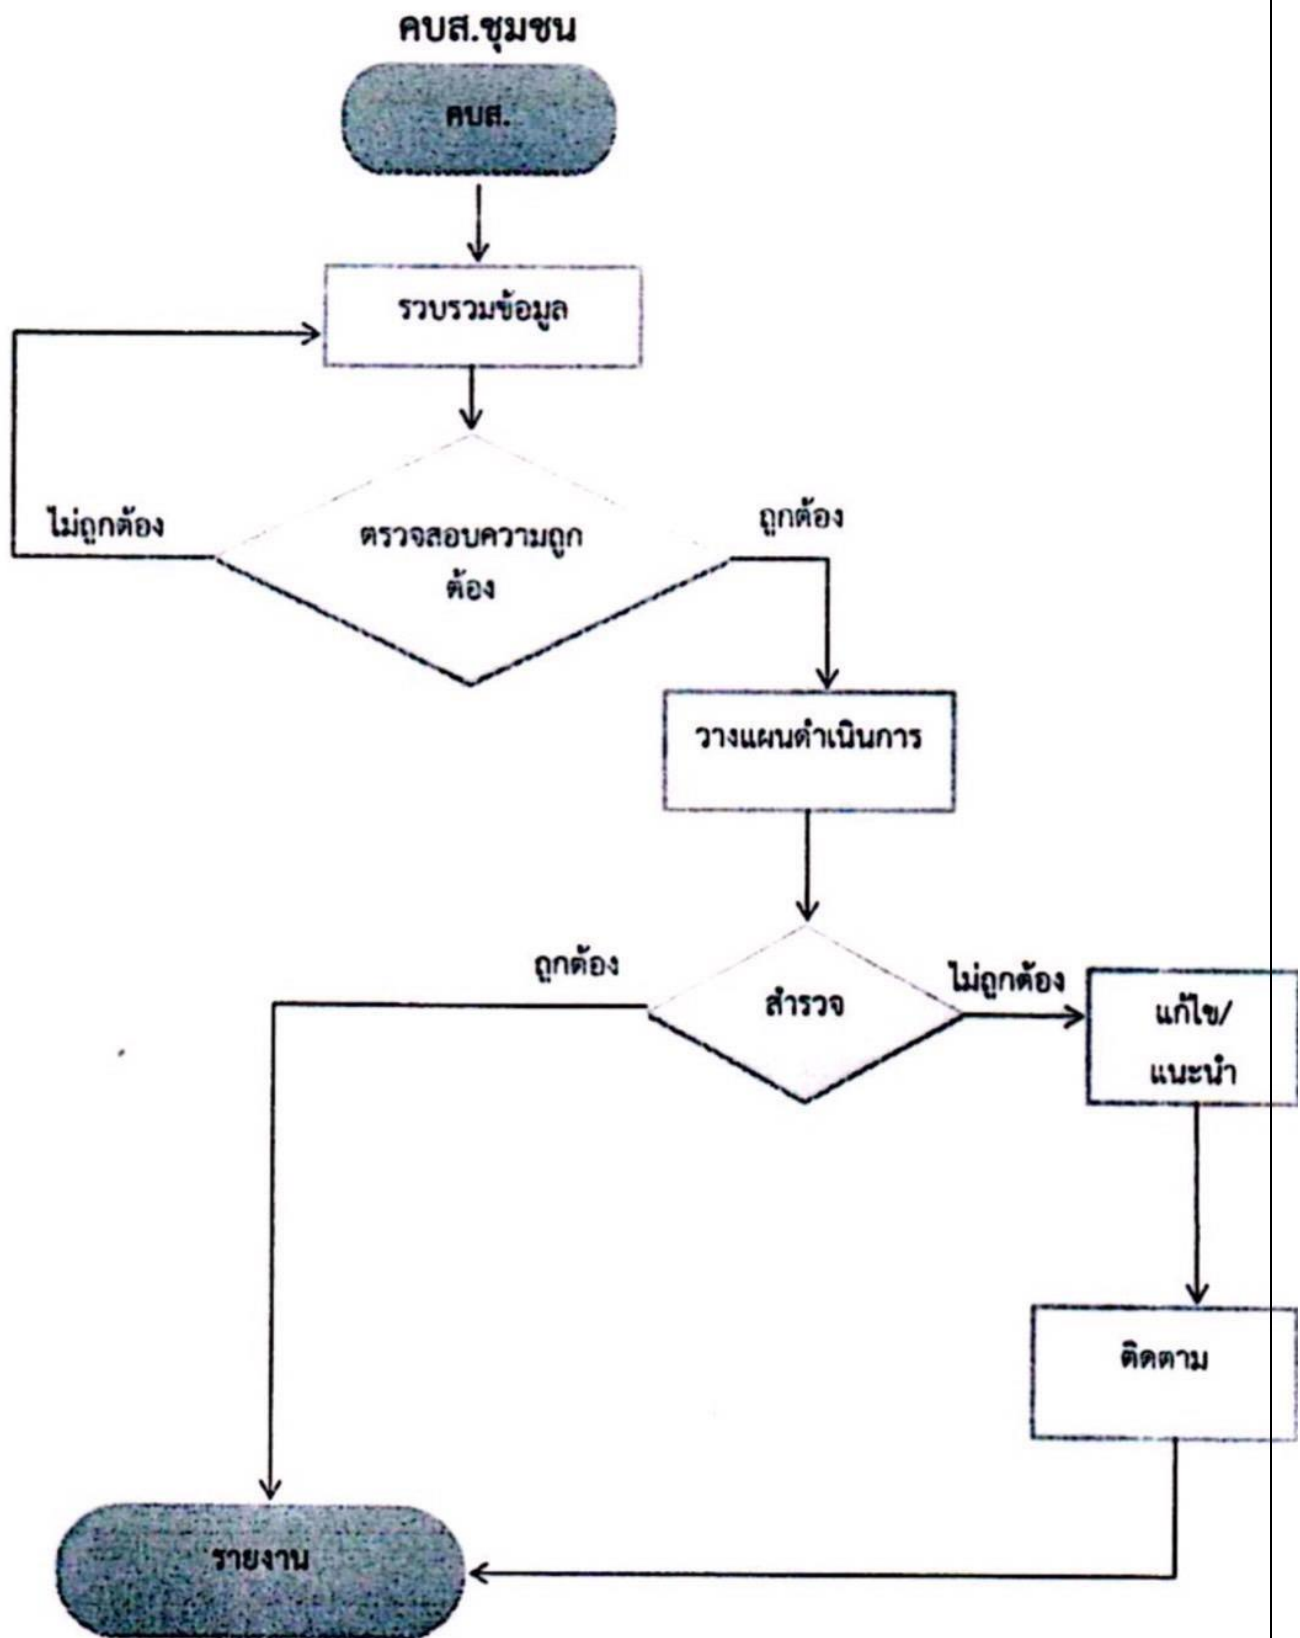 คบส.ชุมชน
คบส.
รวบรวมข้อมูล
ไม่ถูกต้อง
ตรวจสอบความถูก
ต้อง
ถูกต้อง
วางแผนดำเนินการ
ถูกต้อง
สำรวจ
ไม่ถูกต้อง
แก้ไข/
แนะนำ
ติดตาม
รายงาน